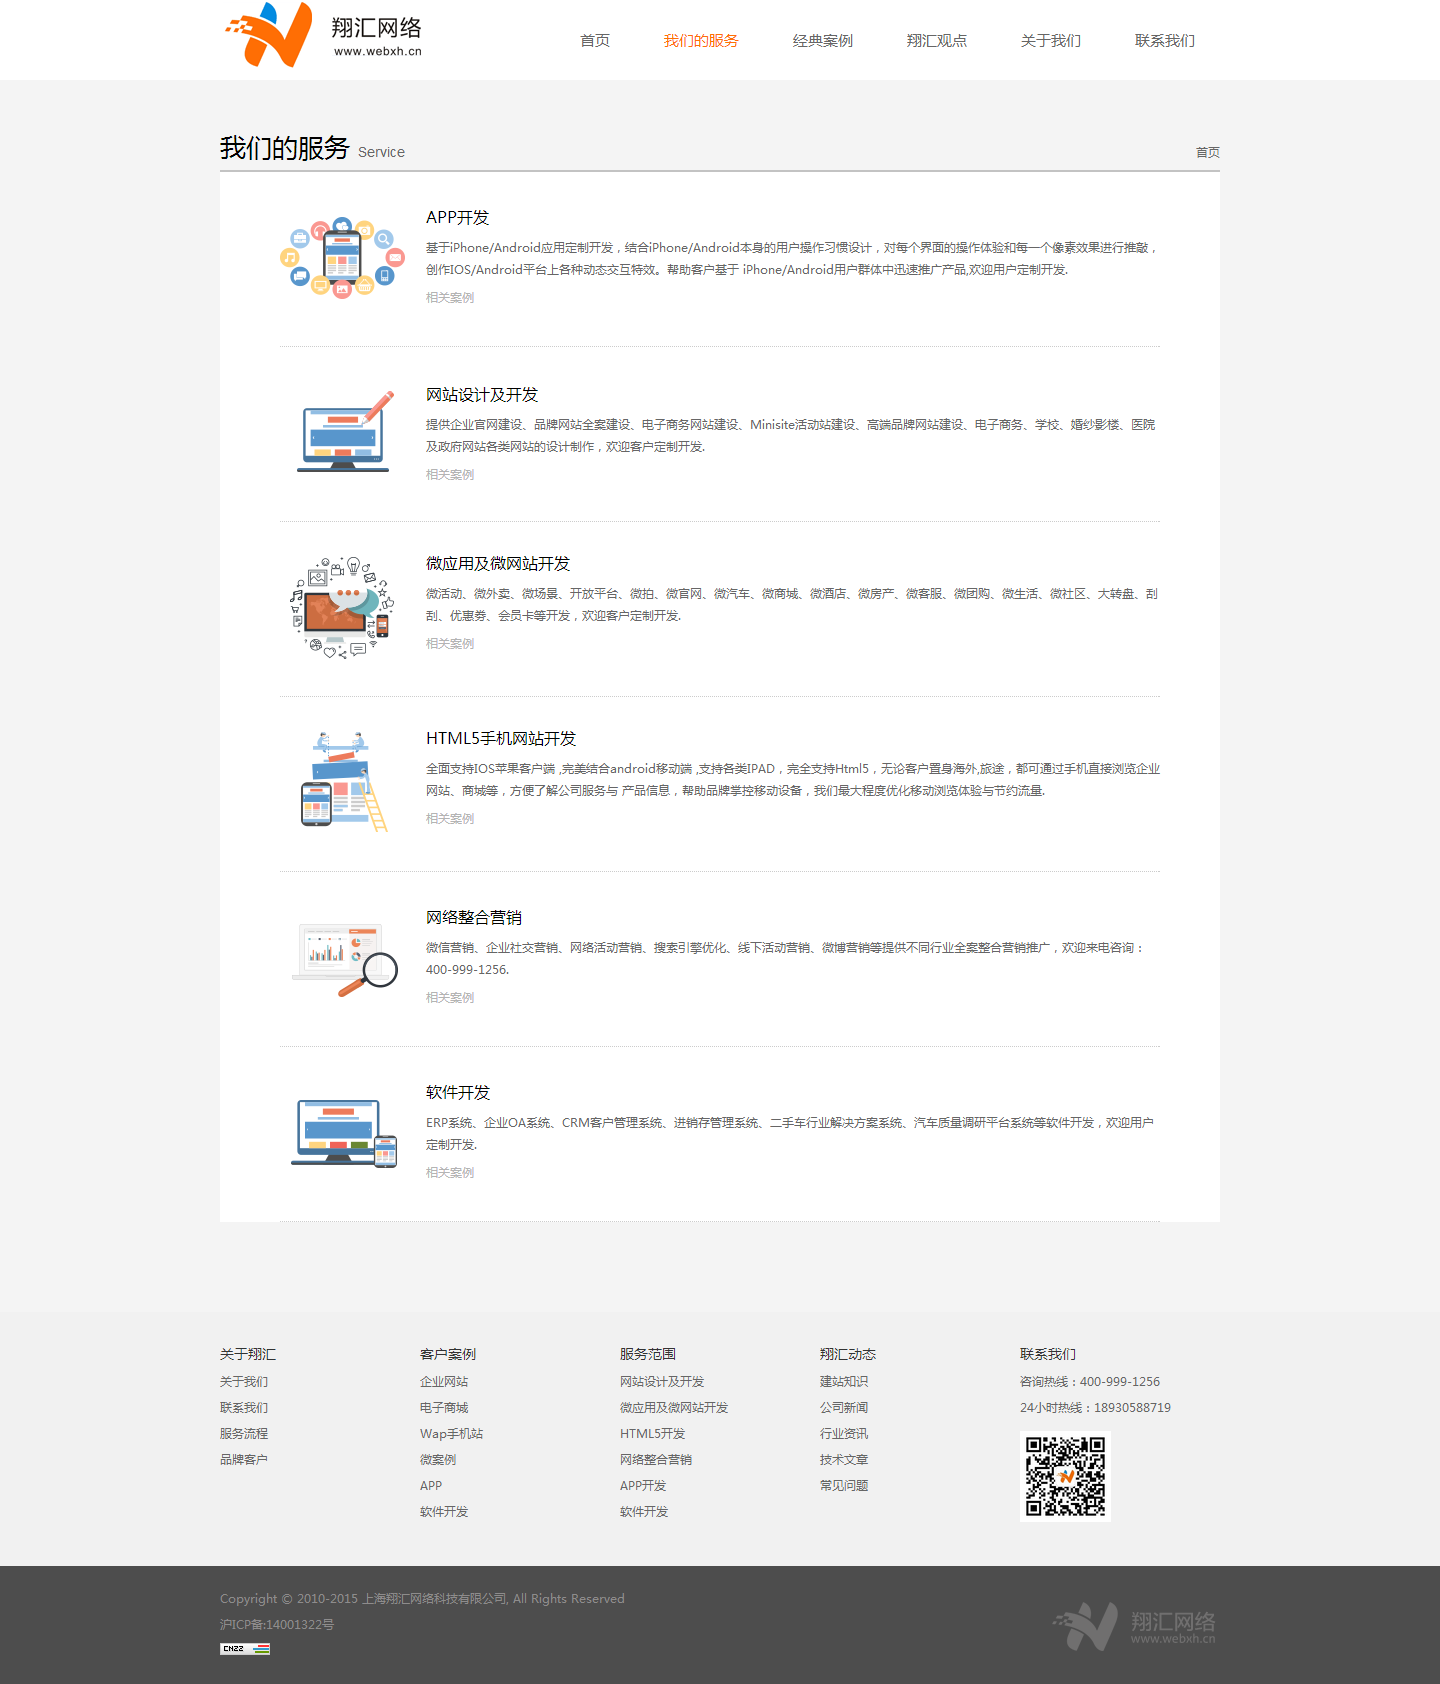 翔汇网络
www.webxh.cn
首页 我们的服务 经典案例 翔汇观点 关于我们 联系我们
我们的服务 Service 首页
APP开发
基于iPhone/Android应用定制开发，结合iPhone/Android本身的用户操作习惯设计，对每个界面的操作体验和每一个像素效果进行推敲，
创作IOS/Android平台上各种动态交互特效。帮助客户基于 iPhone/Android用户群体中迅速推广产品,欢迎用户定制开发.
相关案例
网站设计及开发
提供企业官网建设、品牌网站全案建设、电子商务网站建设、Minisite活动站建设、高端品牌网站建设、电子商务、学校、婚纱影楼、医院
及政府网站各类网站的设计制作，欢迎客户定制开发.
相关案例
微应用及微网站开发
微活动、微外卖、微场景、开放平台、微拍、微官网、微汽车、微商城、微酒店、微房产、微客服、微团购、微生活、微社区、大转盘、刮
刮、优惠券、会员卡等开发，欢迎客户定制开发.
相关案例
HTML5手机网站开发
全面支持IOS苹果客户端 ,完美结合android移动端 ,支持各类IPAD，完全支持Html5，无论客户置身海外,旅途，都可通过手机直接浏览企业
网站、商城等，方便了解公司服务与 产品信息，帮助品牌掌控移动设备，我们最大程度优化移动浏览体验与节约流量.
相关案例
网络整合营销
微信营销、企业社交营销、网络活动营销、搜索引擎优化、线下活动营销、微博营销等提供不同行业全案整合营销推广，欢迎来电咨询：
400-999-1256.
相关案例
软件开发
ERP系统、企业OA系统、CRM客户管理系统、进销存管理系统、二手车行业解决方案系统、汽车质量调研平台系统等软件开发，欢迎用户
定制开发.
相关案例
关于翔汇 客户案例 服务范围 翔汇动态 联系我们
关于我们 企业网站 网站设计及开发 建站知识 咨询热线：400-999-1256
联系我们 电子商城 微应用及微网站开发 公司新闻 24小时热线：18930588719
服务流程 Wap手机站 HTML5开发 行业资讯
品牌客户 微案例 网络整合营销 技术文章
APP APP开发 常见问题
软件开发 软件开发
Copyright © 2010-2015 上海翔汇网络科技有限公司, All Rights Reserved
沪ICP备:14001322号
CNZZ
翔汇网络
www.webxh.cn